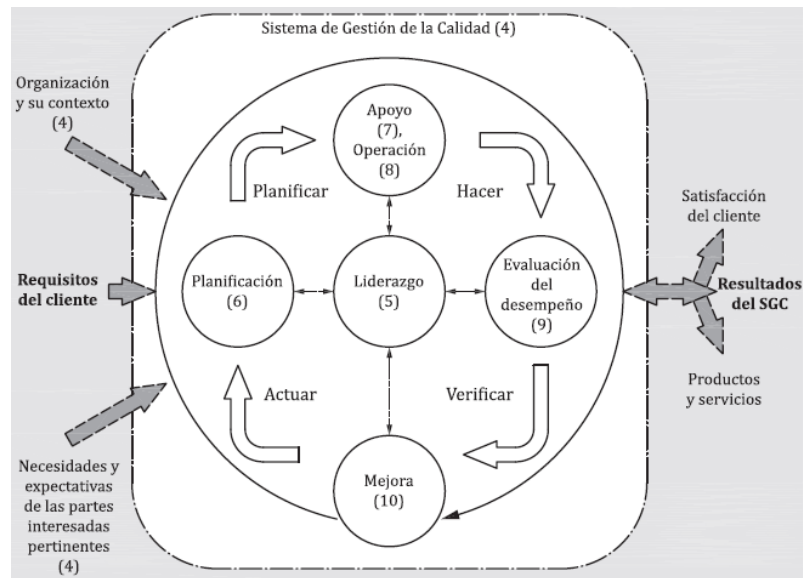 Sistema de Gestión de la Calidad (4)
Organización
y su contexto
(4)
Apoyo
(7),
Operación
(8)
Planificar
Hacer
Satisfacción
del cliente
Requisitos
del cliente
Planificación
(6)
Liderazgo
(5)
Evaluación
del
desempeño
(9)
Resultados
del SGC
Actuar
Verificar
Productos
y servicios
Necesidades y
expectativas
de las partes
interesadas
pertinentes
(4)
Mejora
(10)